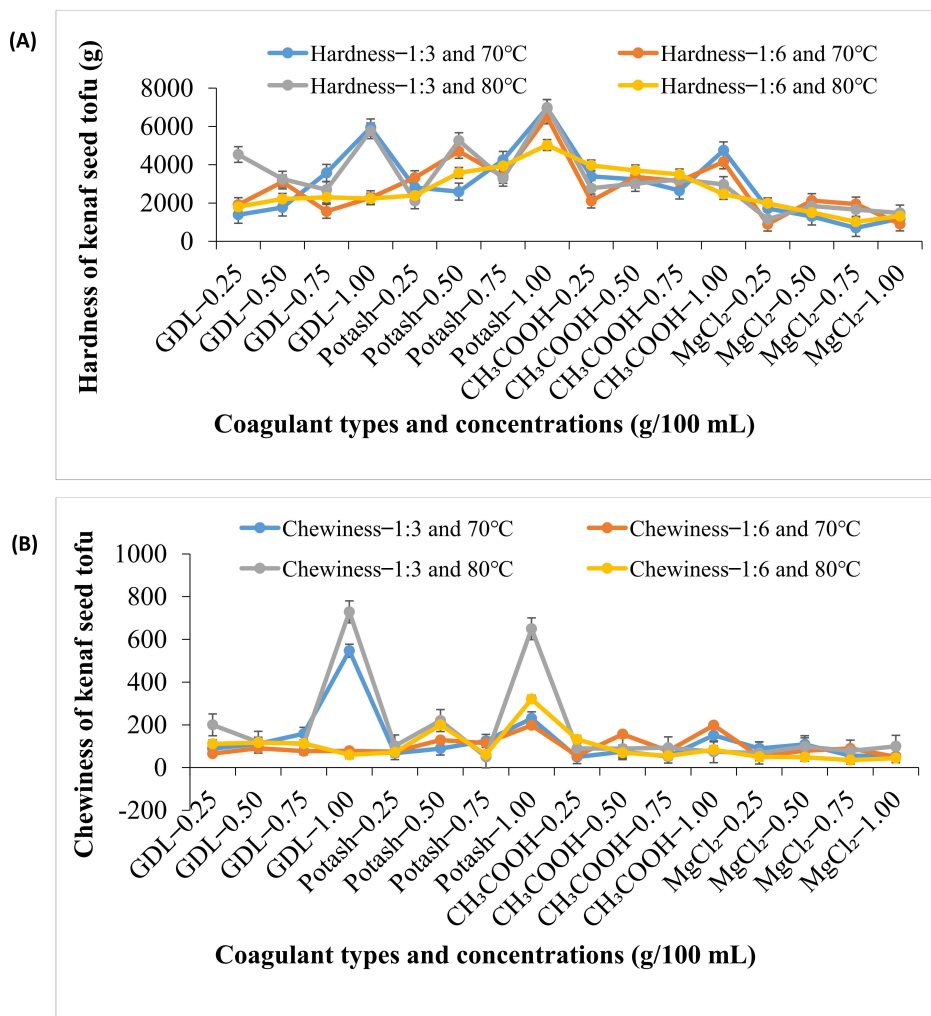 (A)
Hardness of kenaf seed tofu (g)
Hardness−1:3 and 70°C
Hardness−1:6 and 70°C
Hardness−1:3 and 80°C
Hardness−1:6 and 80°C
8000
6000
4000
2000
0
GDL−0.25
GDL−0.50
GDL−0.75
GDL−1.00
Potash−0.25
Potash−0.50
Potash−0.75
Potash−1.00
CH₃COOH−0.25
CH₃COOH−0.50
CH₃COOH−0.75
CH₃COOH−1.00
MgCl₂−0.25
MgCl₂−0.50
MgCl₂−0.75
MgCl₂−1.00
Coagulant types and concentrations (g/100 mL)
(B)
Chewiness of kenaf seed tofu
Chewiness−1:3 and 70°C
Chewiness−1:6 and 70°C
Chewiness−1:3 and 80°C
Chewiness−1:6 and 80°C
1000
800
600
400
200
0
-200
GDL−0.25
GDL−0.50
GDL−0.75
GDL−1.00
Potash−0.25
Potash−0.50
Potash−0.75
Potash−1.00
CH₃COOH−0.25
CH₃COOH−0.50
CH₃COOH−0.75
CH₃COOH−1.00
MgCl₂−0.25
MgCl₂−0.50
MgCl₂−0.75
MgCl₂−1.00
Coagulant types and concentrations (g/100 mL)